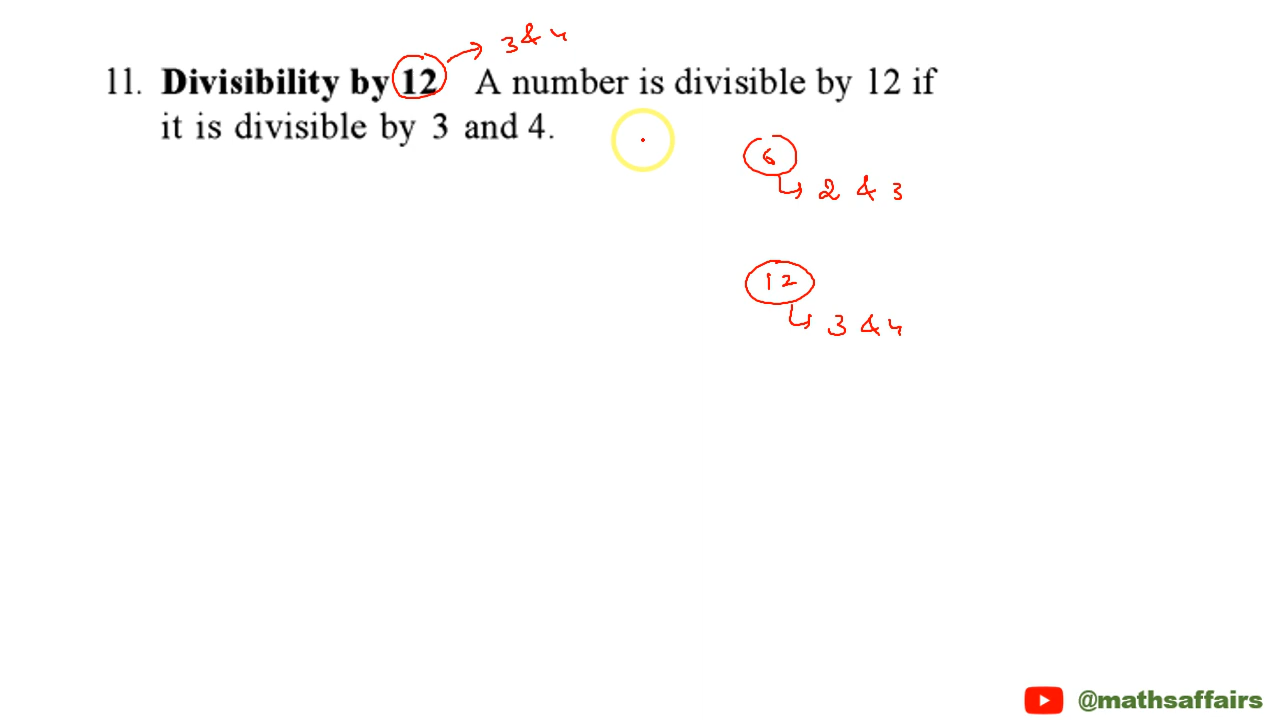 3 & 4
11. Divisibility by 12 A number is divisible by 12 if
it is divisible by 3 and 4.
6
2 & 3
12
3 & 4
@mathsaffairs